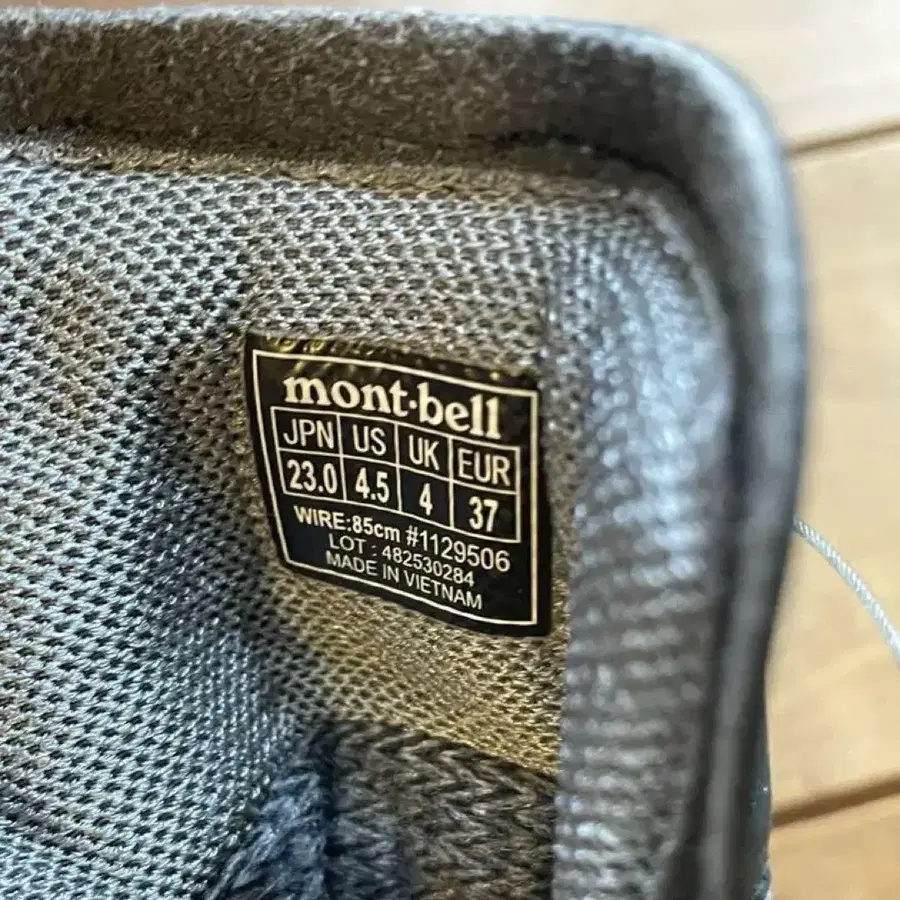 mont·bell
JPN US UK EUR
23.0 4.5 4 37
WIRE:85cm #1129506
LOT : 482530284
MADE IN VIETNAM